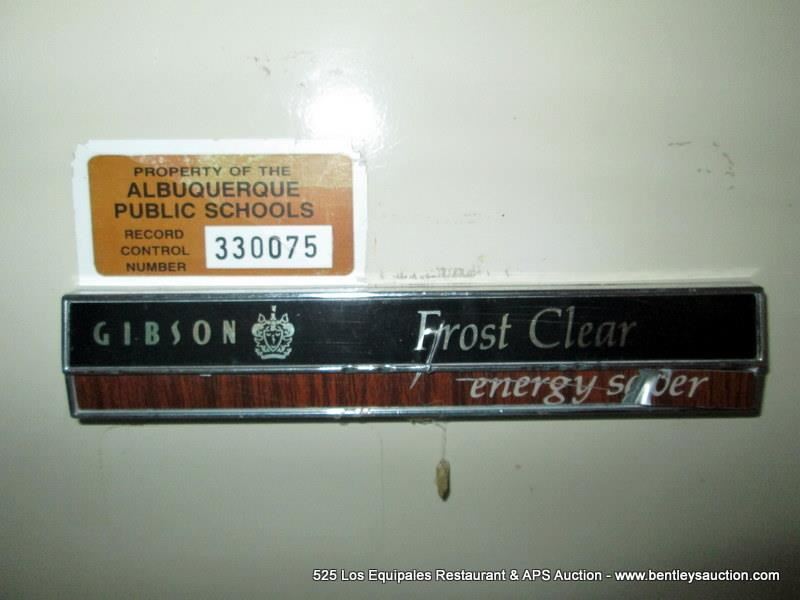 PROPERTY OF THE
ALBUQUERQUE
PUBLIC SCHOOLS
RECORD
CONTROL
NUMBER
330075
GIBSON
Frost Clear
energy saver
525 Los Equipales Restaurant & APS Auction - www.bentleysauction.com